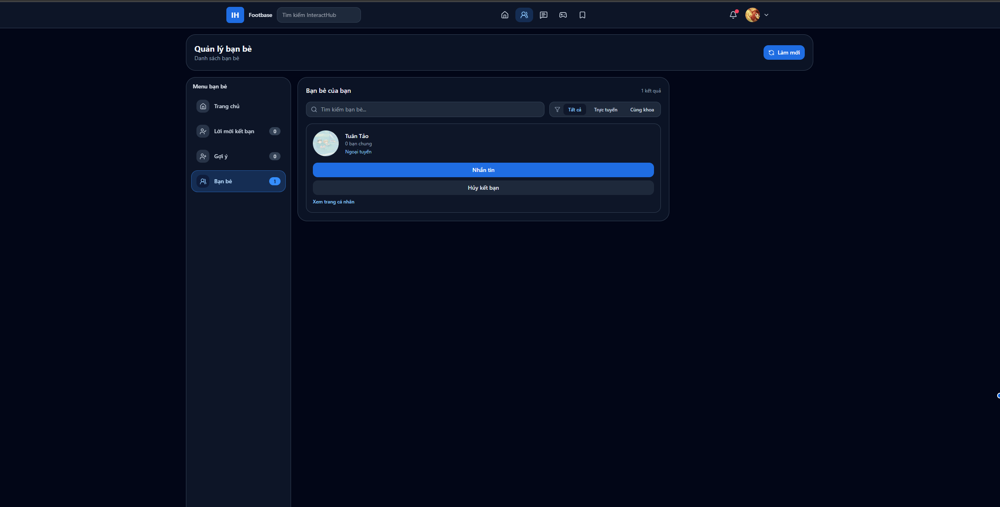 IH Footbase Tìm kiếm InteractHub
Quản lý bạn bè
Danh sách bạn bè
Làm mới
Menu bạn bè
Trang chủ
Lời mời kết bạn 0
Gợi ý 0
Bạn bè 1
Bạn bè của bạn 1 kết quả
Tìm kiếm bạn bè... Tất cả Trực tuyến Cùng khoa
Tuân Tảo
0 bạn chung
Ngoại tuyến
Nhắn tin
Hủy kết bạn
Xem trang cá nhân